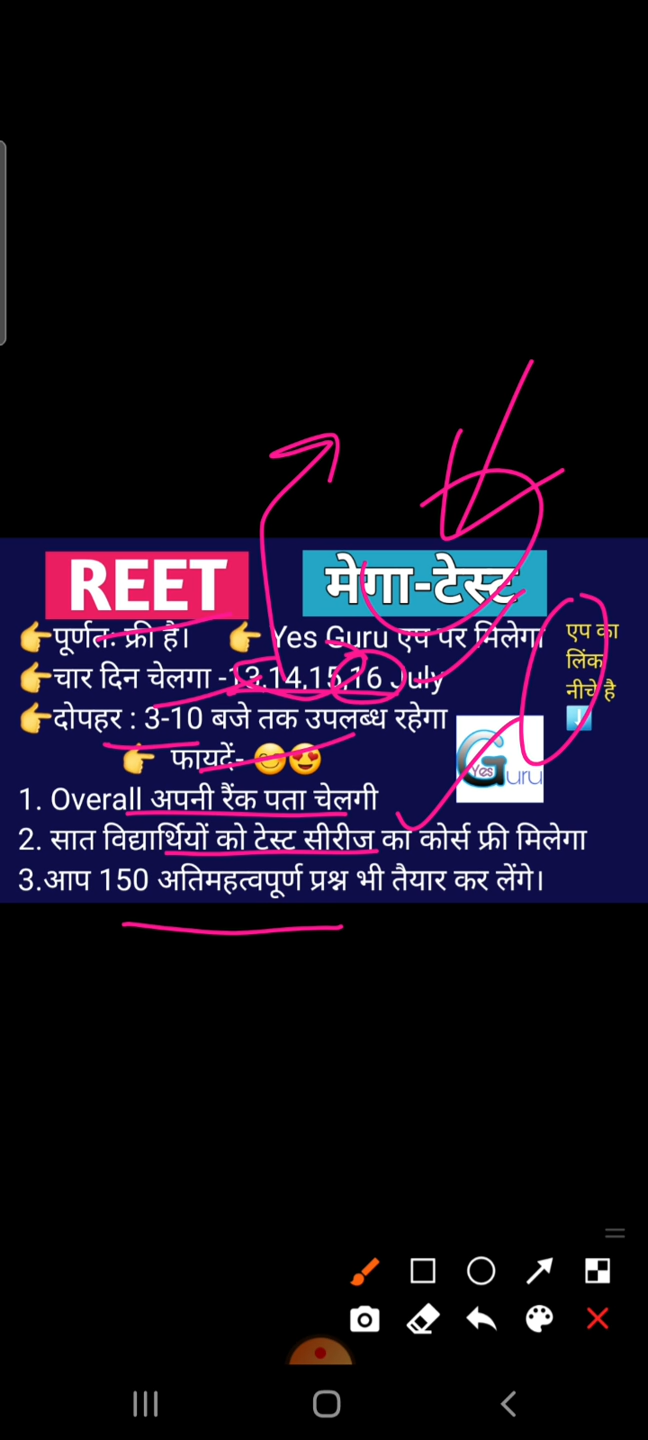 REET मेगा-टेस्ट
👉पूर्णत: फ्री है। 👉 Yes Guru एप पर मिलेगा
👉चार दिन चेलगा -13,14,15,16 July
👉दोपहर : 3-10 बजे तक उपलब्ध रहेगा
👉 फायदें- 😊😍
1. Overall अपनी रैंक पता चेलगी
2. सात विद्यार्थियों को टेस्ट सीरीज का कोर्स फ्री मिलेगा
3.आप 150 अतिमहत्वपूर्ण प्रश्न भी तैयार कर लेंगे।
एप का
लिंक
नीचे है
⬇️
Yes Guru